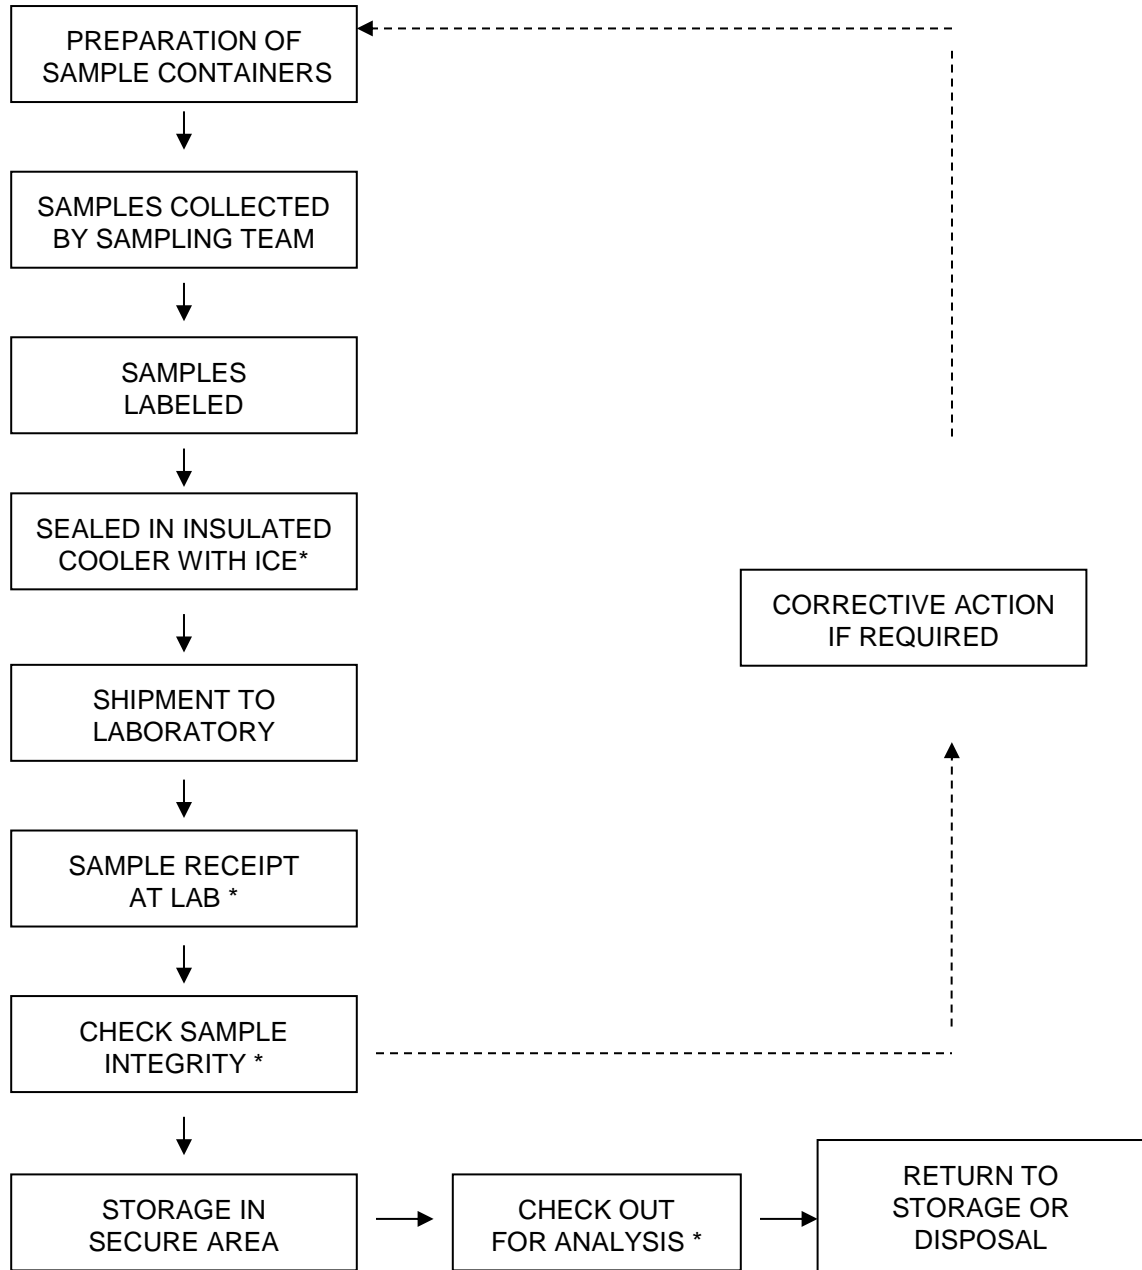 PREPARATION OF
SAMPLE CONTAINERS
SAMPLES COLLECTED
BY SAMPLING TEAM
SAMPLES
LABELED
SEALED IN INSULATED
COOLER WITH ICE*
CORRECTIVE ACTION
IF REQUIRED
SHIPMENT TO
LABORATORY
SAMPLE RECEIPT
AT LAB *
CHECK SAMPLE
INTEGRITY *
STORAGE IN
SECURE AREA
CHECK OUT
FOR ANALYSIS *
RETURN TO
STORAGE OR
DISPOSAL